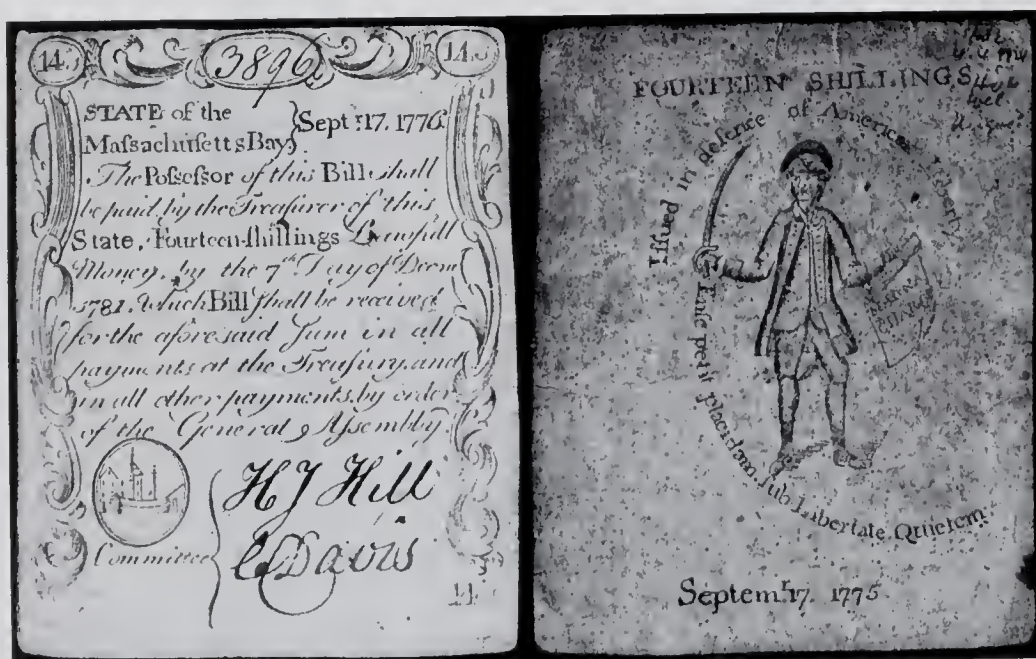 14.s
3896
14.s
STATE of the
Massachusetts Bay } Sept.r 17. 1776.
The Possessor of this Bill shall
be paid by the Treasurer of this
State, Fourteen shillings Lawfull
Money, by the 7th Day of Decm
1781. which Bill shall be received
for the aforesaid sum in all
payments at the Treasury, and
in all other payments by order
of the General Assembly
H J Hill
Committee
Davis
14
FOURTEEN SHILLINGS
Issued in defence of American Liberty
Ense petit placidam, sub Libertate Quietem
Septemr. 17. 1775